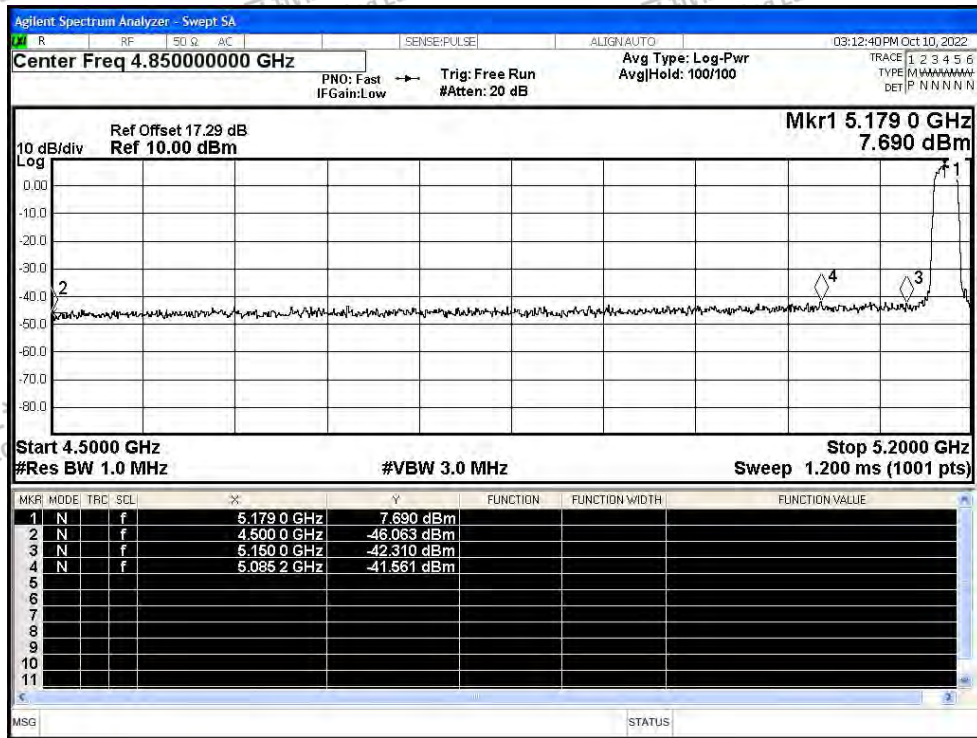 Agilent Spectrum Analyzer - Swept SA
LXI R RF 50 Ω AC SENSE:PULSE ALIGNAUTO 03:12:40PM Oct 10, 2022
Center Freq 4.850000000 GHz
PNO: Fast
IFGain:Low
Trig: Free Run
#Atten: 20 dB
Avg Type: Log-Pwr
Avg|Hold: 100/100
TRACE 1 2 3 4 5 6
TYPE MWWWWW
DET P N N N N N
Ref Offset 17.29 dB
10 dB/div Ref 10.00 dBm
Log
Mkr1 5.179 0 GHz
7.690 dBm
0.00
-10.0
-20.0
-30.0
-40.0
-50.0
-60.0
-70.0
-80.0
2
4
3
1
Start 4.5000 GHz Stop 5.2000 GHz
#Res BW 1.0 MHz #VBW 3.0 MHz Sweep 1.200 ms (1001 pts)
MKR MODE TRC SCL X Y FUNCTION FUNCTION WIDTH FUNCTION VALUE
1 N f 5.179 0 GHz 7.690 dBm
2 N f 4.500 0 GHz -46.063 dBm
3 N f 5.150 0 GHz -42.310 dBm
4 N f 5.085 2 GHz -41.561 dBm
5
6
7
8
9
10
11
MSG STATUS